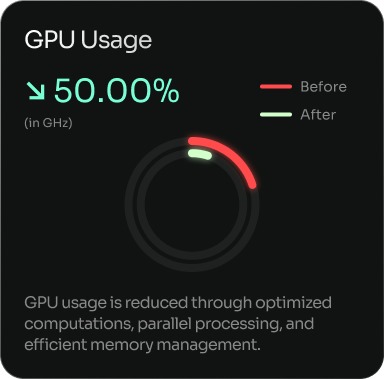 GPU Usage
50.00%
(in GHz)
Before
After
GPU usage is reduced through optimized
computations, parallel processing, and
efficient memory management.